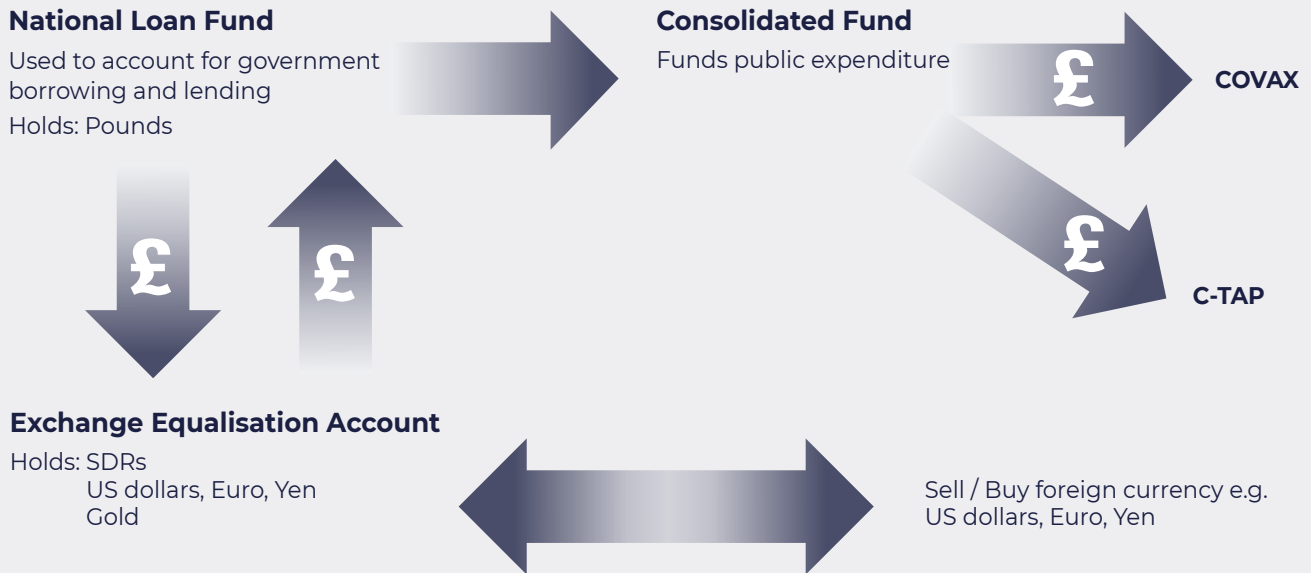 National Loan Fund
Used to account for government
borrowing and lending
Holds: Pounds
Consolidated Fund
Funds public expenditure
£
COVAX
£
C-TAP
£
£
Exchange Equalisation Account
Holds: SDRs
US dollars, Euro, Yen
Gold
Sell / Buy foreign currency e.g.
US dollars, Euro, Yen